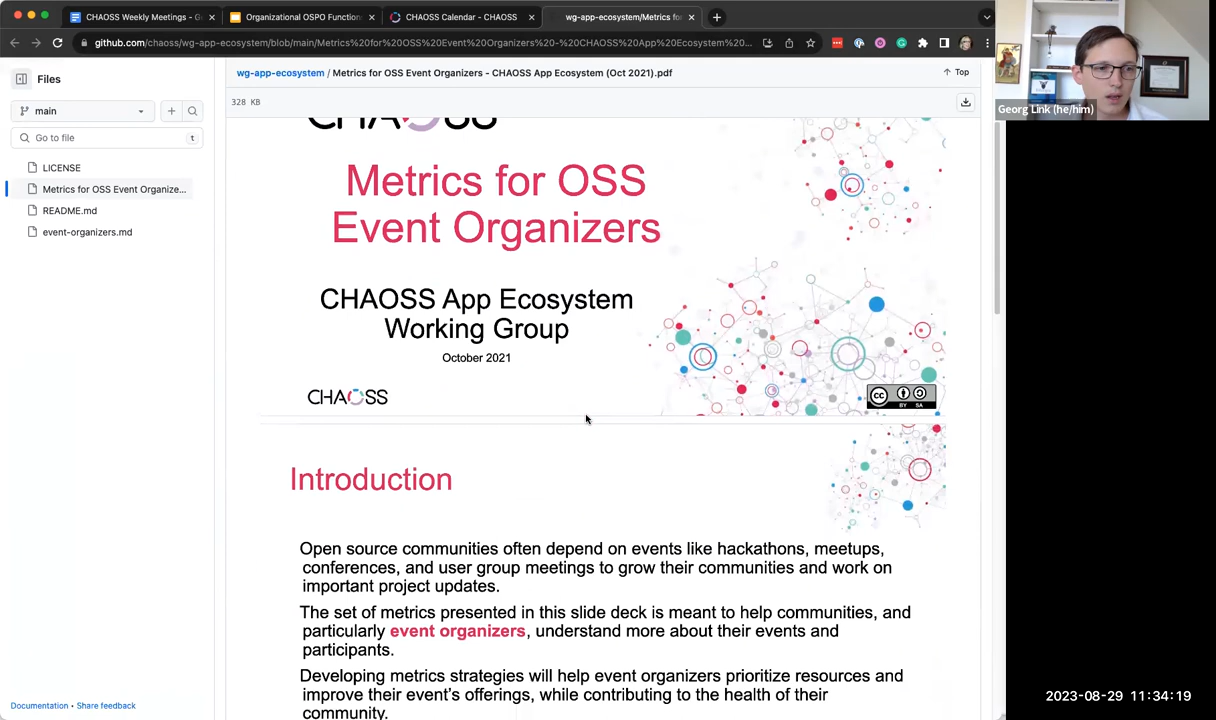 CHAOSS Weekly Meetings - G
Organizational OSPO Function
CHAOSS Calendar - CHAOSS
wg-app-ecosystem/Metrics fo
github.com/chaoss/wg-app-ecosystem/blob/main/Metrics%20for%20OSS%20Event%20Organizers%20-%20CHAOSS%20App%20Ecosystem%...
Files
wg-app-ecosystem / Metrics for OSS Event Organizers - CHAOSS App Ecosystem (Oct 2021).pdf
Top
main
328 KB
Go to file
t
LICENSE
Metrics for OSS Event Organize...
README.md
event-organizers.md
CHAOSS
Metrics for OSS
Event Organizers
CHAOSS App Ecosystem
Working Group
October 2021
CHAOSS
CC
BY SA
Introduction
Open source communities often depend on events like hackathons, meetups,
conferences, and user group meetings to grow their communities and work on
important project updates.
The set of metrics presented in this slide deck is meant to help communities, and
particularly event organizers, understand more about their events and
participants.
Developing metrics strategies will help event organizers prioritize resources and
improve their event's offerings, while contributing to the health of their
community.
Documentation • Share feedback
Georg Link (he/him)
2023-08-29 11:34:19